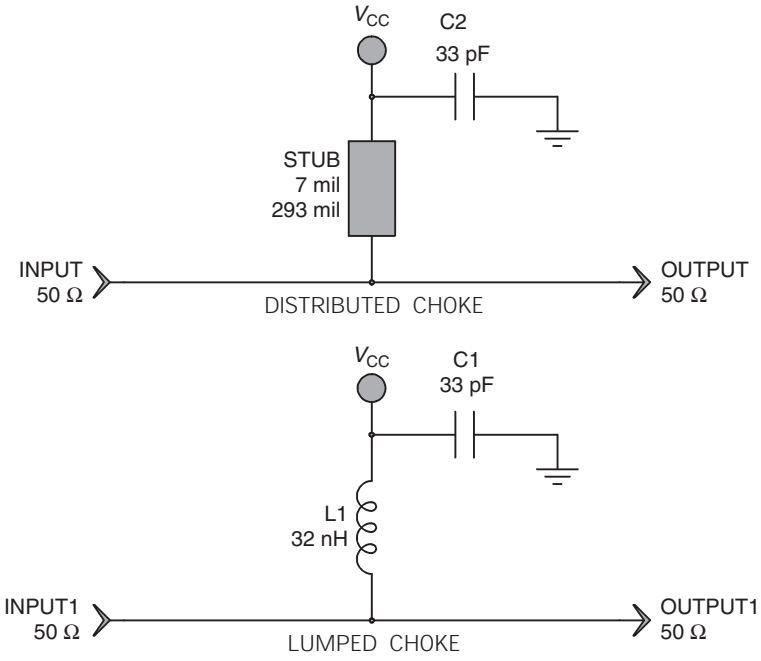 VCC
C2
33 pF
STUB
7 mil
293 mil
INPUT
50 Ω
OUTPUT
50 Ω
DISTRIBUTED CHOKE
VCC
C1
33 pF
L1
32 nH
INPUT1
50 Ω
OUTPUT1
50 Ω
LUMPED CHOKE